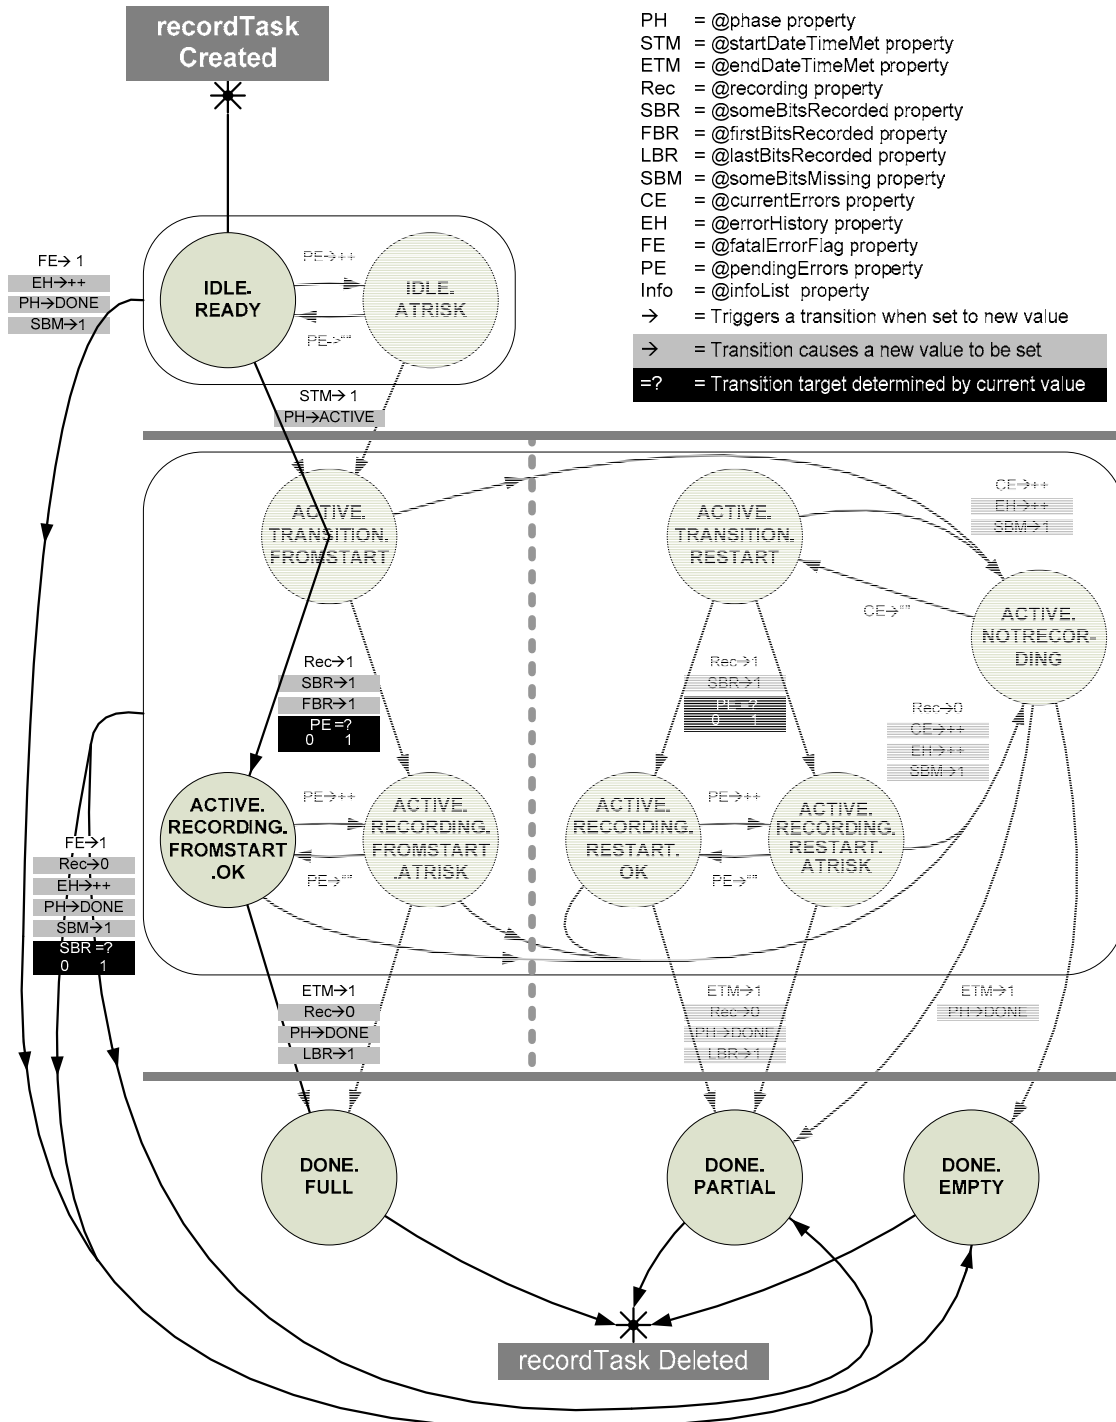 recordTask
Created
PH = @phase property
STM = @startDateTimeMet property
ETM = @endDateTimeMet property
Rec = @recording property
SBR = @someBitsRecorded property
FBR = @firstBitsRecorded property
LBR = @lastBitsRecorded property
SBM = @someBitsMissing property
CE = @currentErrors property
EH = @errorHistory property
FE = @fatalErrorFlag property
PE = @pendingErrors property
Info = @infoList property
→ = Triggers a transition when set to new value
→ = Transition causes a new value to be set
=? = Transition target determined by current value
FE→1
EH→++
PH→DONE
SBM→1
IDLE.
READY
PE→++
PE->""
IDLE.
ATRISK
STM→1
PH→ACTIVE
ACTIVE.
TRANSITION.
FROMSTART
ACTIVE.
TRANSITION.
RESTART
CE→++
EH→++
SBM→1
CE→""
ACTIVE.
NOTRECOR-
DING
Rec→1
SBR→1
FBR→1
PE=?
0 1
Rec→1
SBR→1
PE=?
0 1
Rec→0
CE→++
EH→++
SBM→1
ACTIVE.
RECORDING.
FROMSTART
.OK
PE→++
PE→""
ACTIVE.
RECORDING.
FROMSTART
.ATRISK
ACTIVE.
RECORDING.
RESTART.
OK
PE→++
PE→""
ACTIVE.
RECORDING.
RESTART.
ATRISK
FE→1
Rec→0
EH→++
PH→DONE
SBM→1
SBR=?
0 1
ETM→1
Rec→0
PH→DONE
LBR→1
ETM→1
Rec→0
PH→DONE
LBR→1
ETM→1
PH→DONE
DONE.
FULL
DONE.
PARTIAL
DONE.
EMPTY
recordTask Deleted